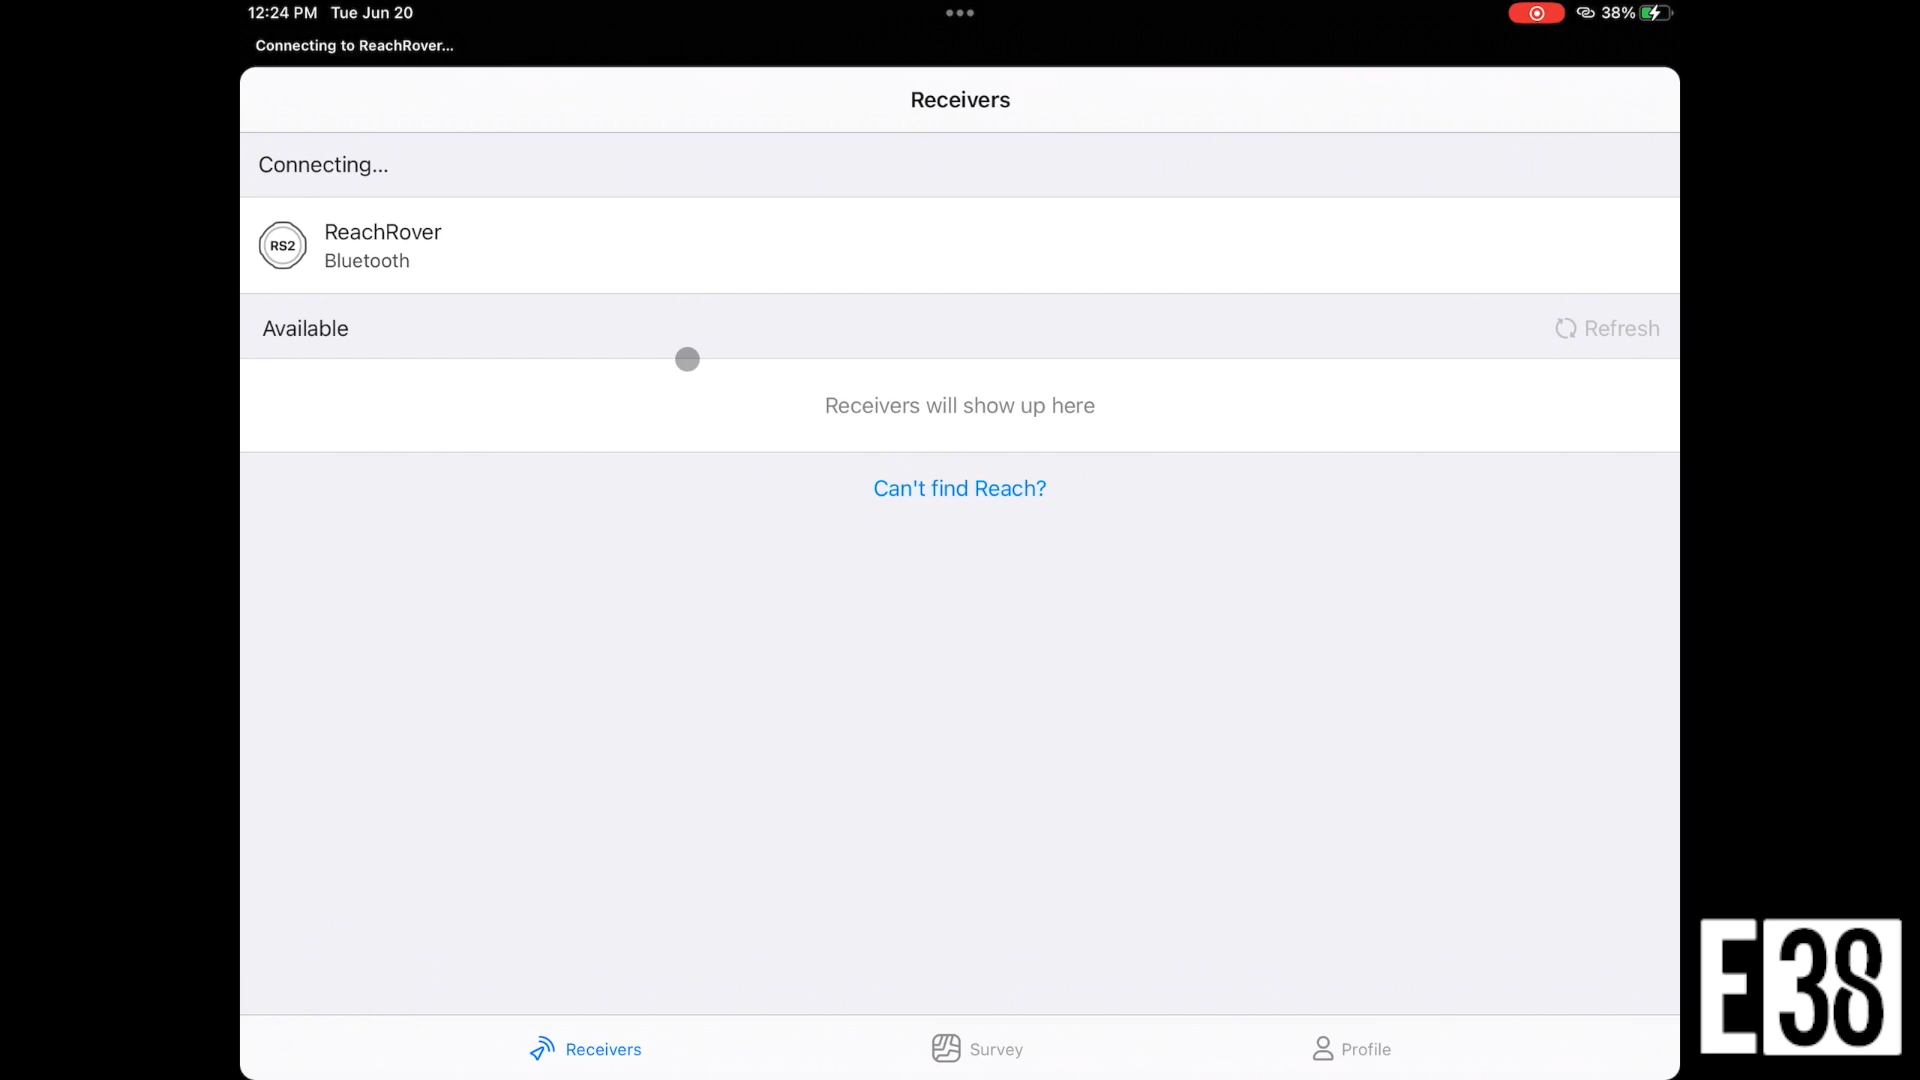 12:24 PM Tue Jun 20
38%
Connecting to ReachRover...
Receivers
Connecting...
RS2
ReachRover
Bluetooth
Available
Refresh
Receivers will show up here
Can't find Reach?
Receivers
Survey
Profile
E38